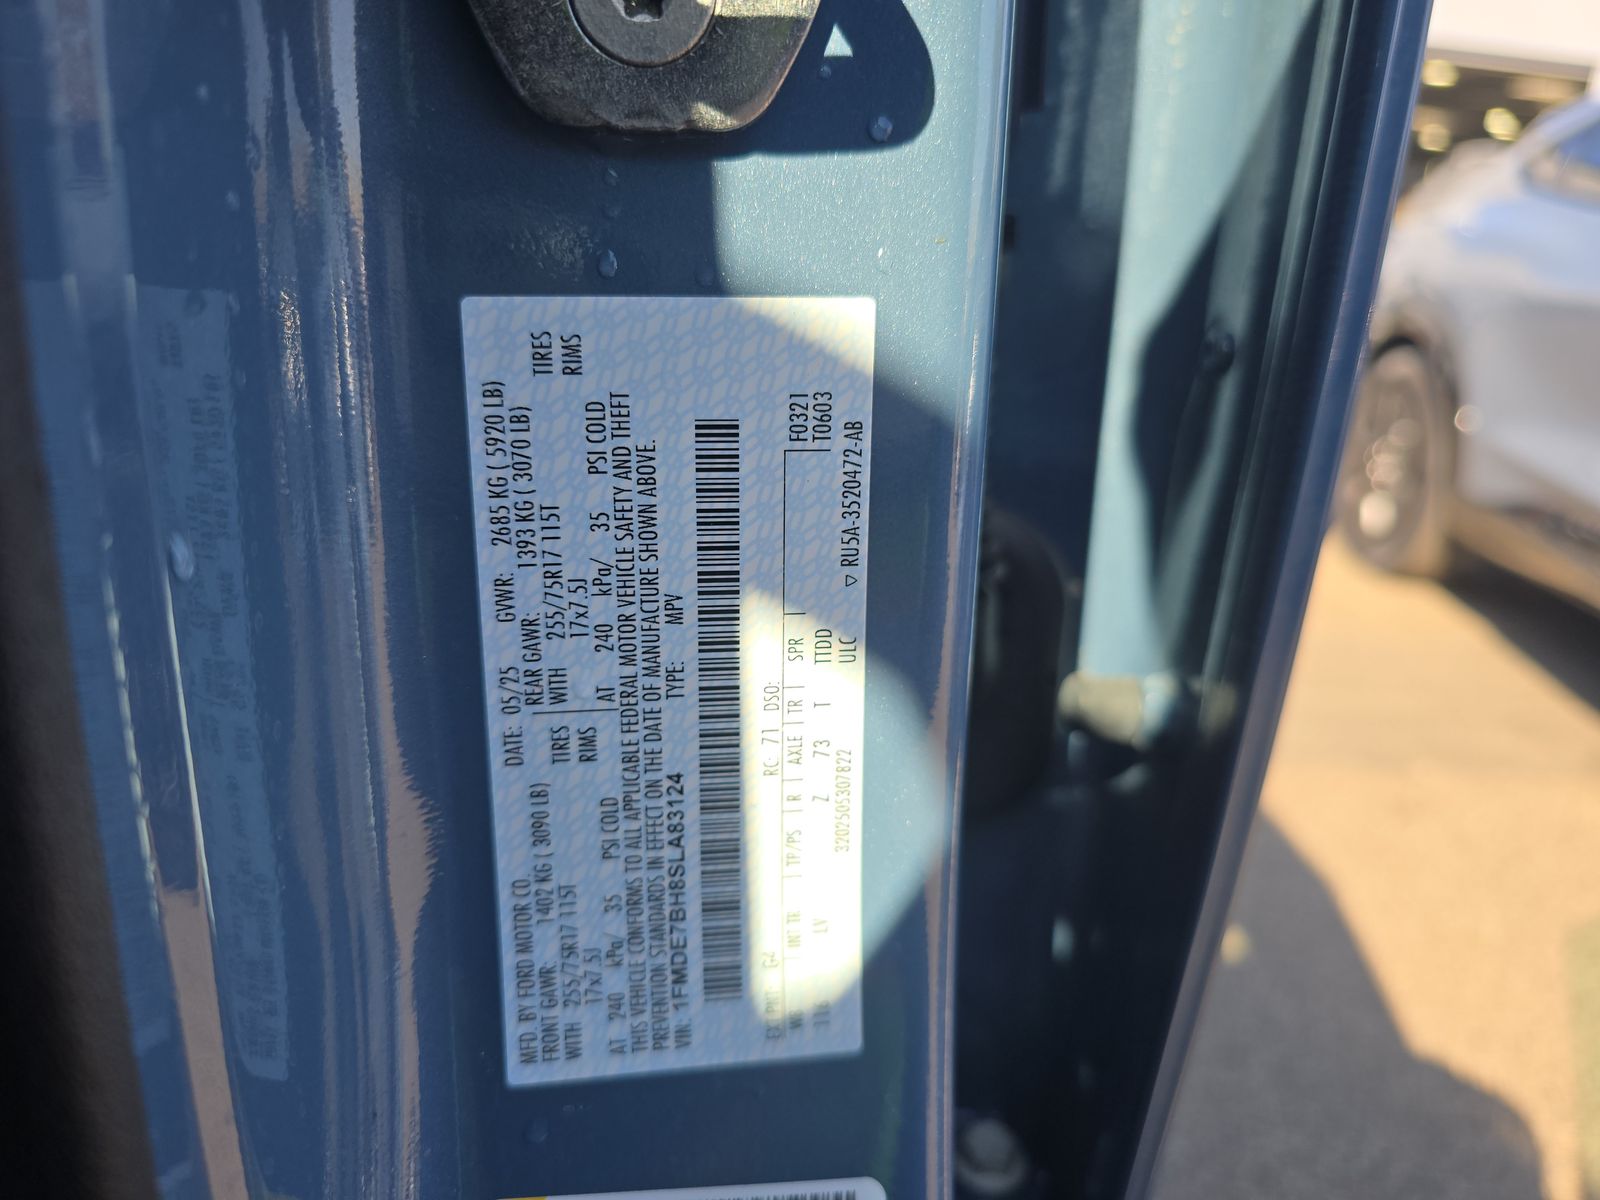 MFD. BY FORD MOTOR CO. DATE: 05/25 GVWR: 2685 KG ( 5920 LB)
FRONT GAWR: 1402 KG ( 3090 LB) REAR GAWR: 1393 KG ( 3070 LB)
WITH 255/75R17 115T TIRES WITH 255/75R17 115T TIRES
17x7.5J RIMS 17x7.5J RIMS
AT 240 kPa/ 35 PSI COLD AT 240 kPa/ 35 PSI COLD
THIS VEHICLE CONFORMS TO ALL APPLICABLE FEDERAL MOTOR VEHICLE SAFETY AND THEFT
PREVENTION STANDARDS IN EFFECT ON THE DATE OF MANUFACTURE SHOWN ABOVE.
VIN: 1FMDE7BH8SLA83124 TYPE: MPV
EXT PNT: G4 RC: 71 DSO: F0321
WB INT TR TP/PS R AXLE TR SPR T0603
116 LV Z 73 T TTDD
3202505307822 ULC ▽ RU5A-3520472-AB